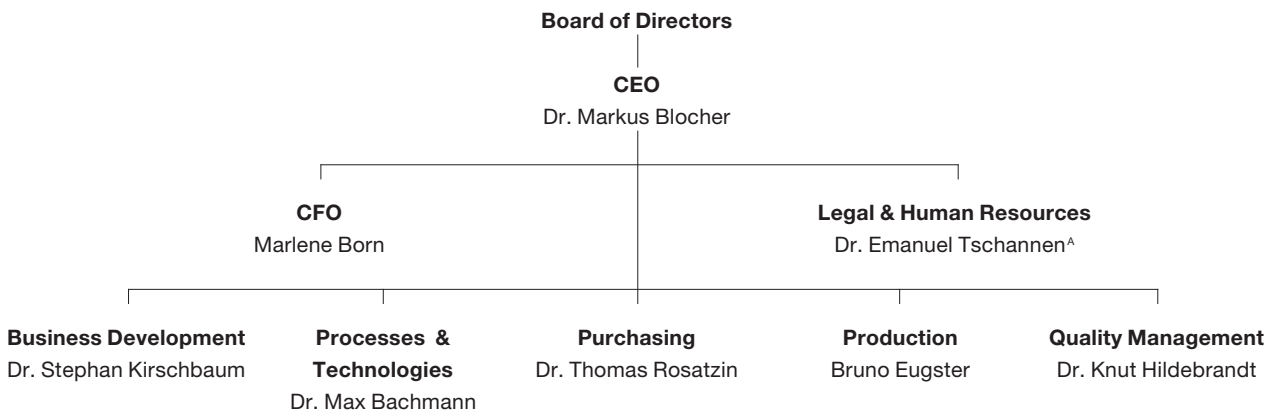 Board of Directors
CEO
Dr. Markus Blocher
CFO
Marlene Born
Legal & Human Resources
Dr. Emanuel Tschannenᴬ
Business Development
Dr. Stephan Kirschbaum
Processes &
Technologies
Dr. Max Bachmann
Purchasing
Dr. Thomas Rosatzin
Production
Bruno Eugster
Quality Management
Dr. Knut Hildebrandt